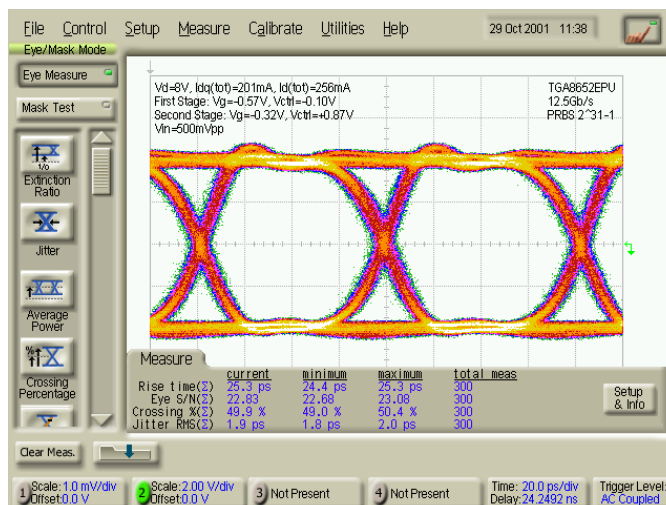 File Control Setup Measure Calibrate Utilities Help 29 Oct 2001 11:38
Eye/Mask Mode
Eye Measure
Mask Test
Extinction
Ratio
Jitter
Average
Power
Crossing
Percentage
Vd=8V, Idq(tot)=201mA, Id(tot)=256mA
First Stage: Vg=-0.57V, Vctrl=-0.10V
Second Stage: Vg=-0.32V, Vctrl=+0.87V
Vin=500mVpp
TGA8652EPU
12.5Gb/s
PRBS 2^31-1
Measure
current minimum maximum total meas
Rise time(Σ) 25.3 ps 24.4 ps 25.3 ps 300
Eye S/N(Σ) 22.83 22.68 23.08 300
Crossing %(Σ) 49.9 % 49.0 % 50.4 % 300
Jitter RMS(Σ) 1.9 ps 1.8 ps 2.0 ps 300
Setup
& Info
Clear Meas.
1 Scale:1.0 mV/div
Offset:0.0 V
2 Scale:2.00 V/div
Offset:0.0 V
3 Not Present
4 Not Present
Time: 20.0 ps/div
Delay:24.2492 ns
Trigger Level:
AC Coupled